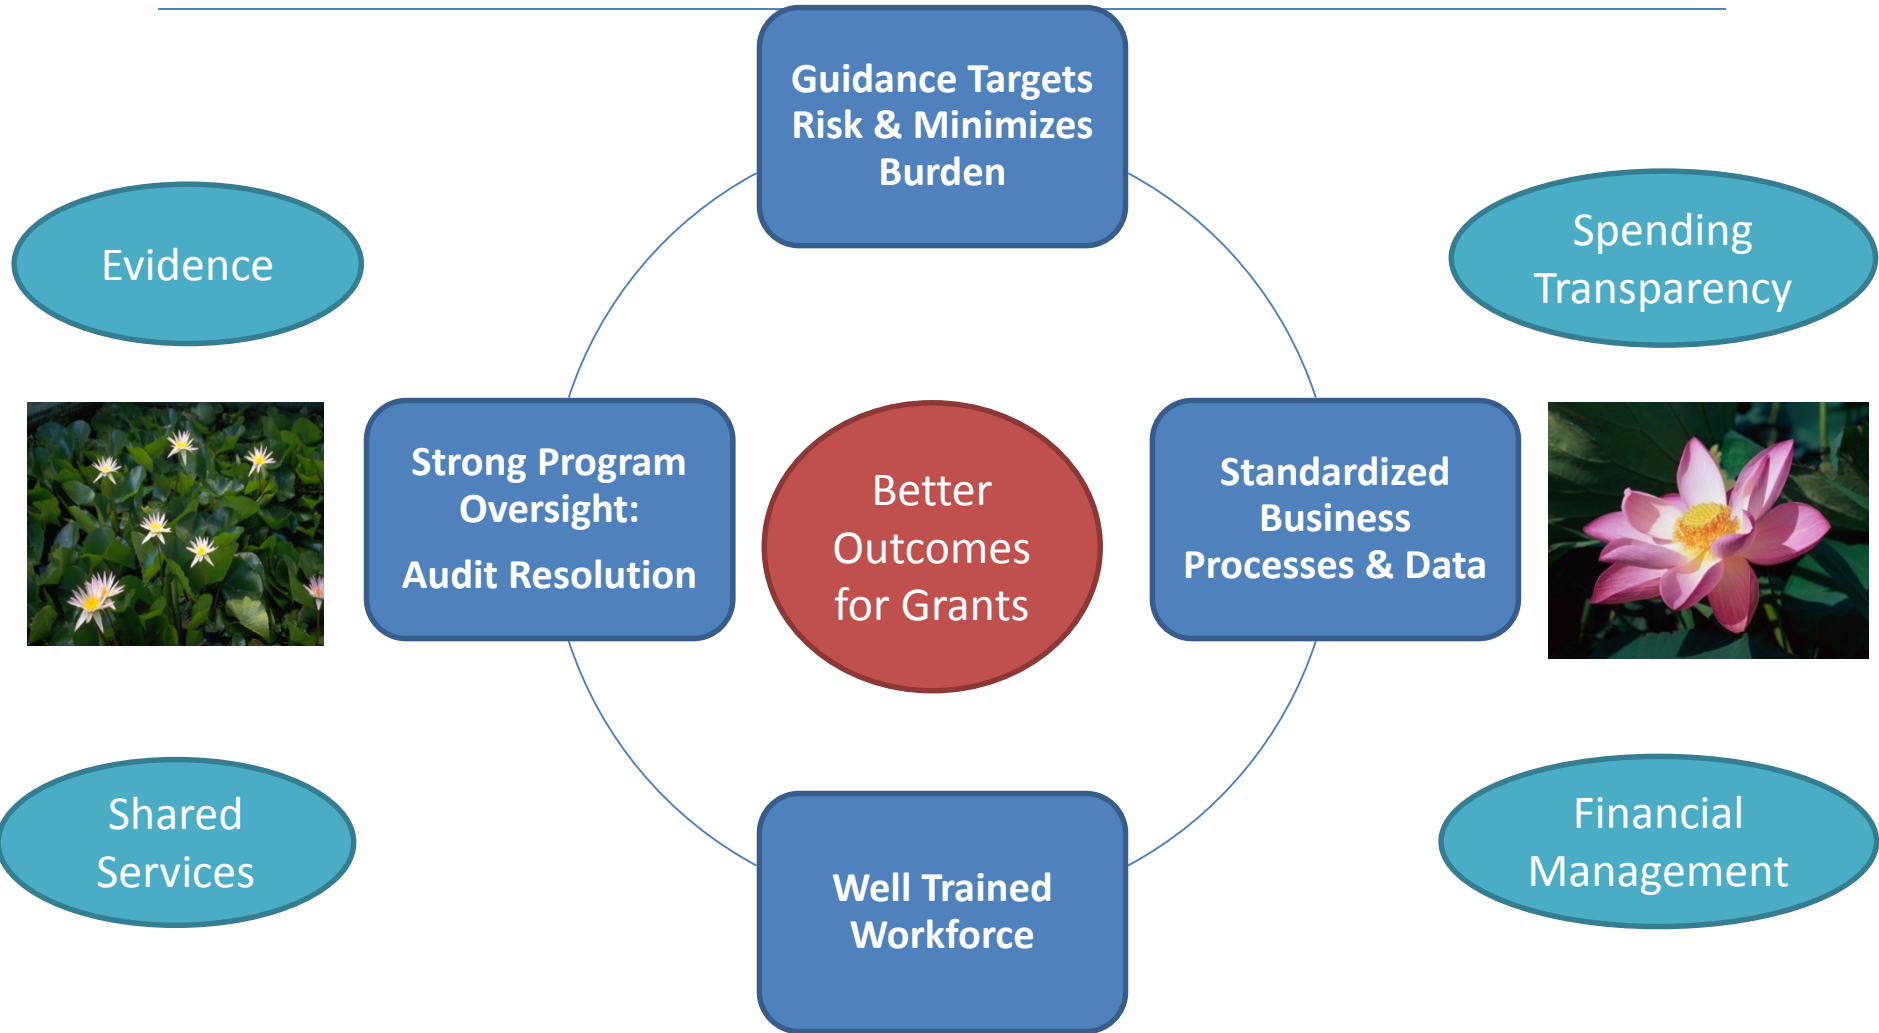 Guidance Targets
Risk & Minimizes
Burden
Evidence
Spending
Transparency
Strong Program
Oversight:
Audit Resolution
Better
Outcomes
for Grants
Standardized
Business
Processes & Data
Shared
Services
Well Trained
Workforce
Financial
Management